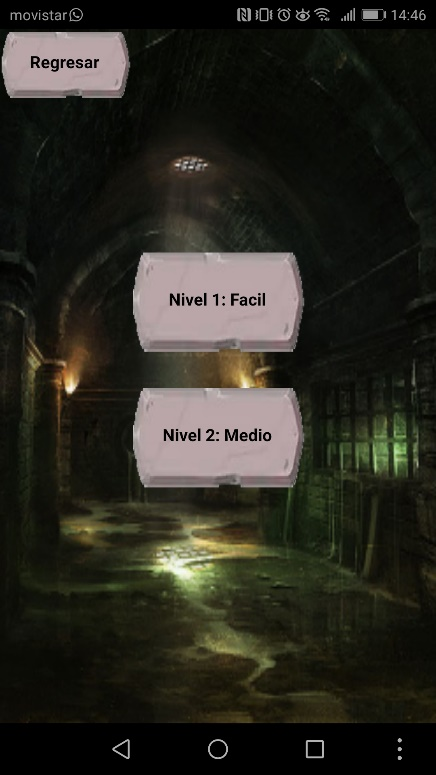 movistar 14:46
Regresar
Nivel 1: Facil
Nivel 2: Medio